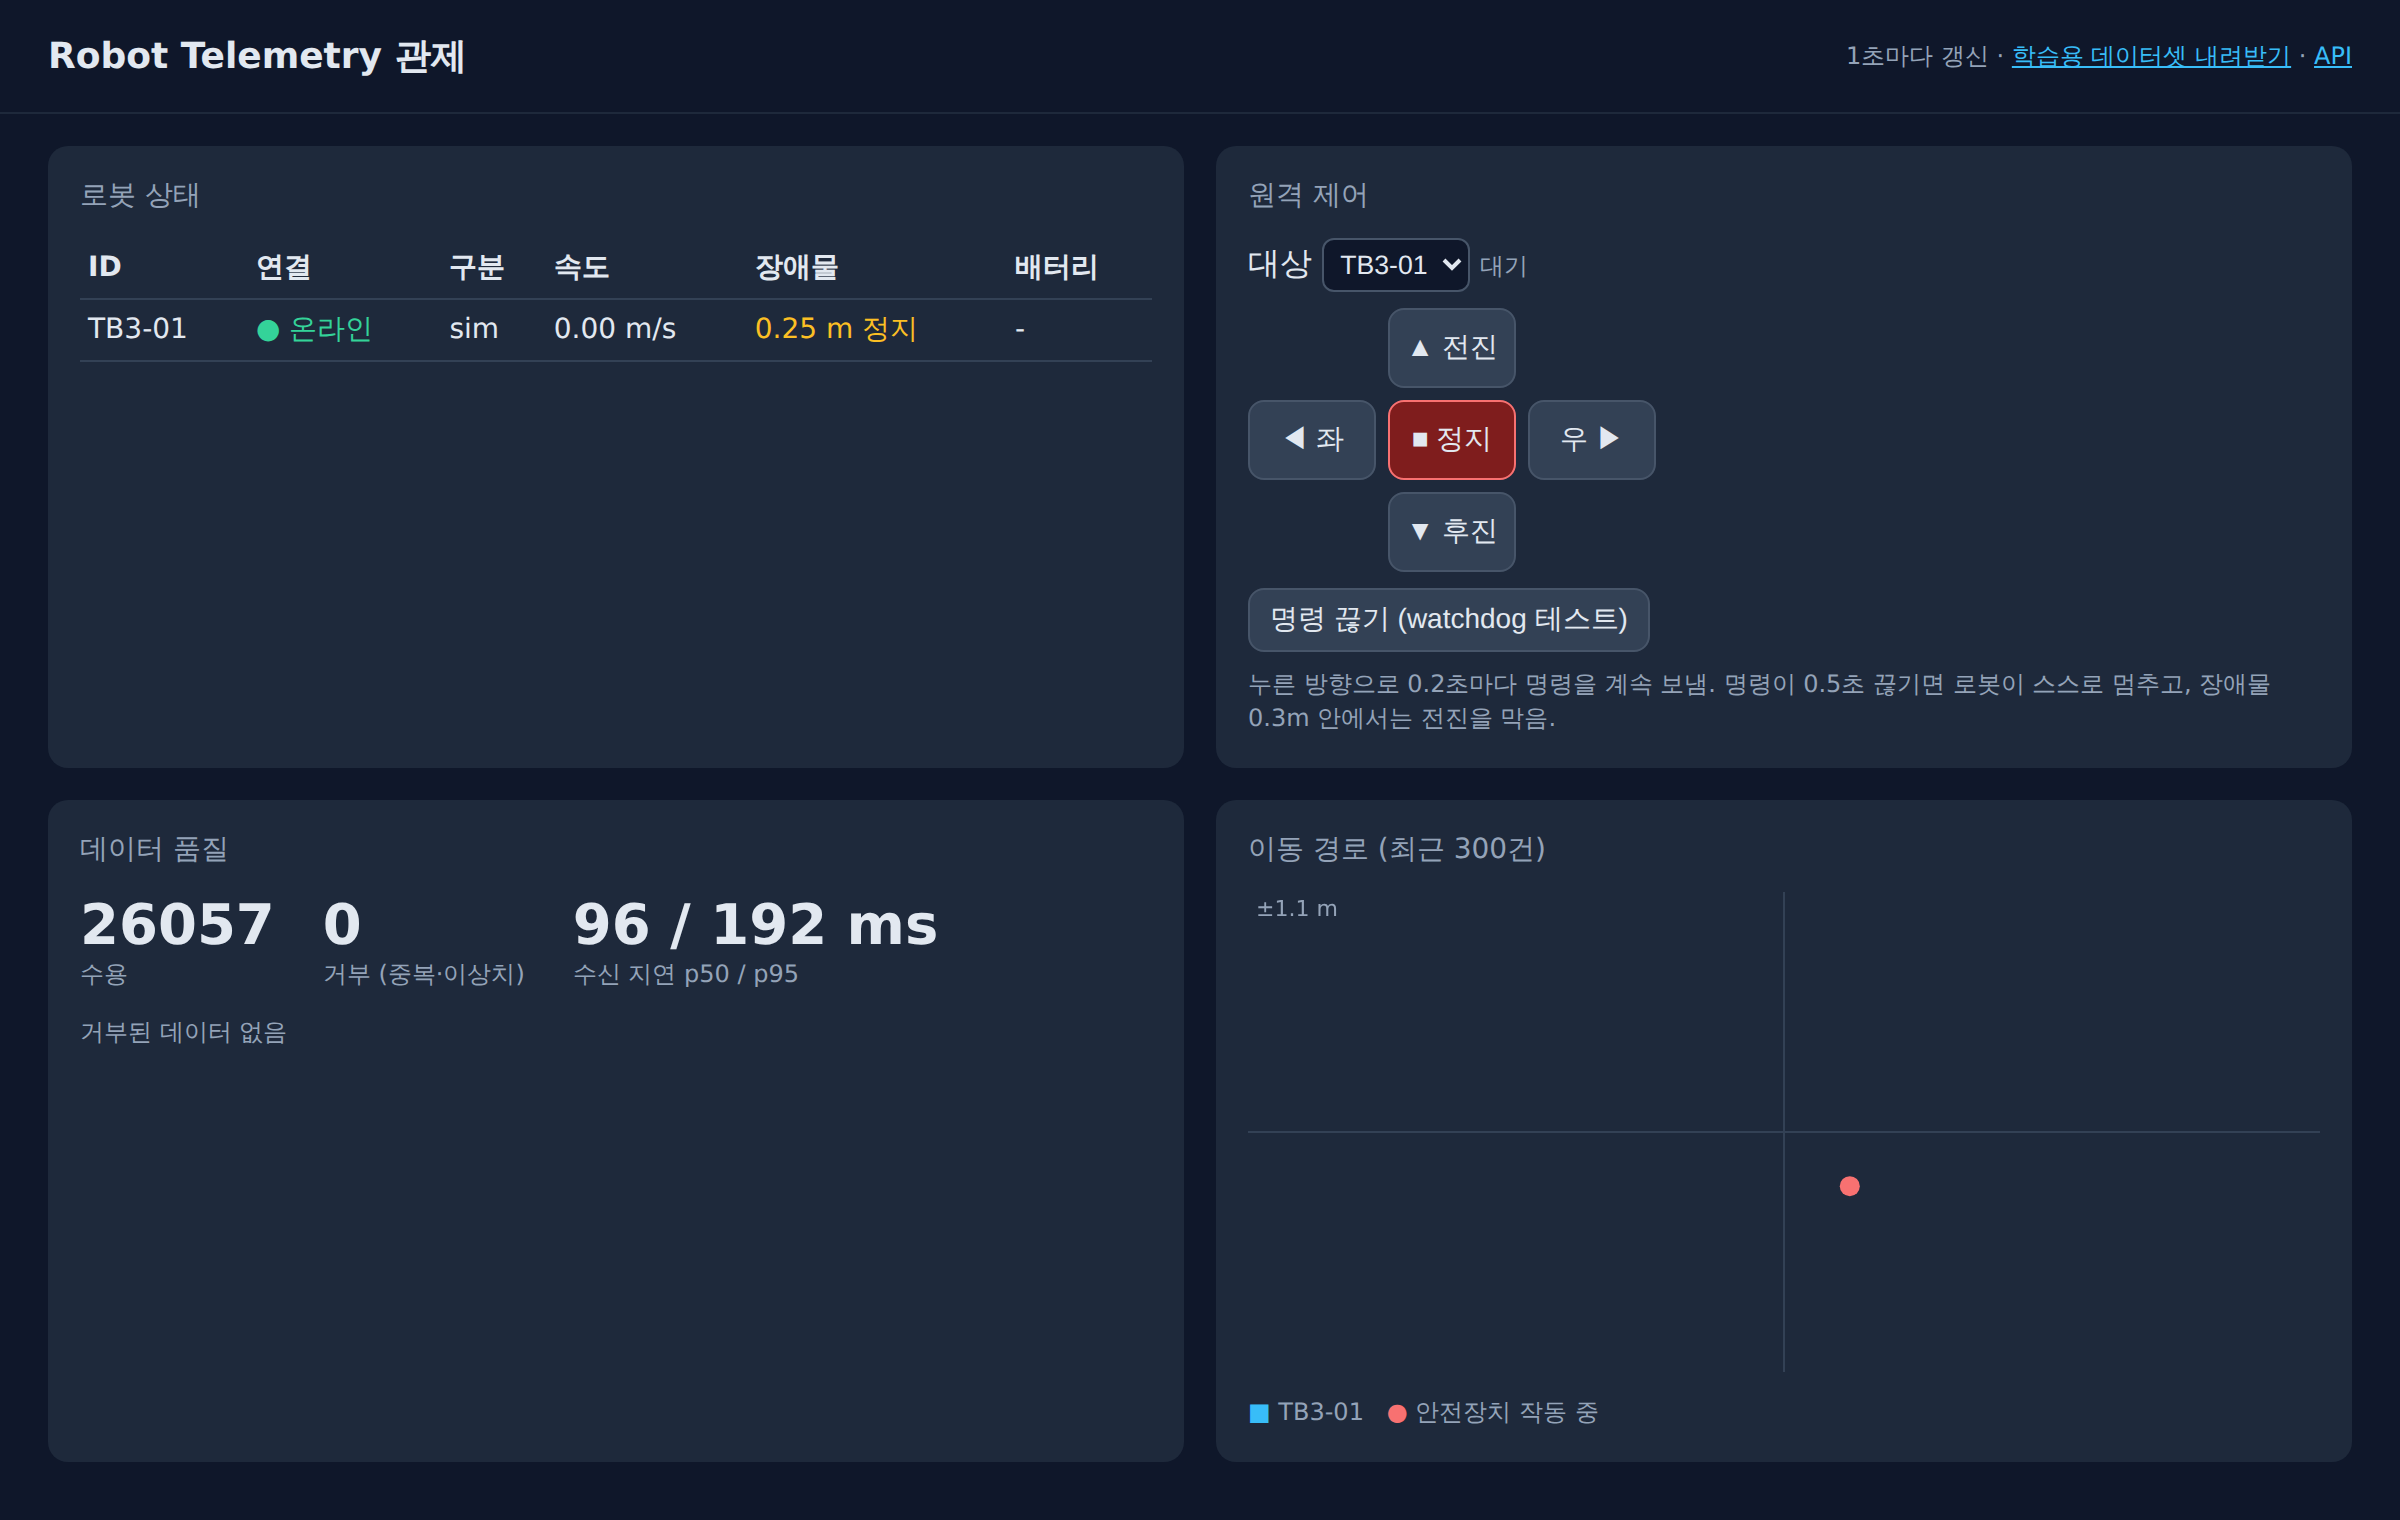 Robot Telemetry 관제
1초마다 갱신 · 학습용 데이터셋 내려받기 · API
로봇 상태
ID 연결 구분 속도 장애물 배터리
TB3-01 ● 온라인 sim 0.00 m/s 0.25 m 정지 -
원격 제어
대상 TB3-01 대기
▲ 전진
◀ 좌 ■ 정지 우 ▶
▼ 후진
명령 끊기 (watchdog 테스트)
누른 방향으로 0.2초마다 명령을 계속 보냄. 명령이 0.5초 끊기면 로봇이 스스로 멈추고, 장애물
0.3m 안에서는 전진을 막음.
데이터 품질
26057 0 96 / 192 ms
수용 거부 (중복·이상치) 수신 지연 p50 / p95
거부된 데이터 없음
이동 경로 (최근 300건)
±1.1 m
■ TB3-01 ● 안전장치 작동 중